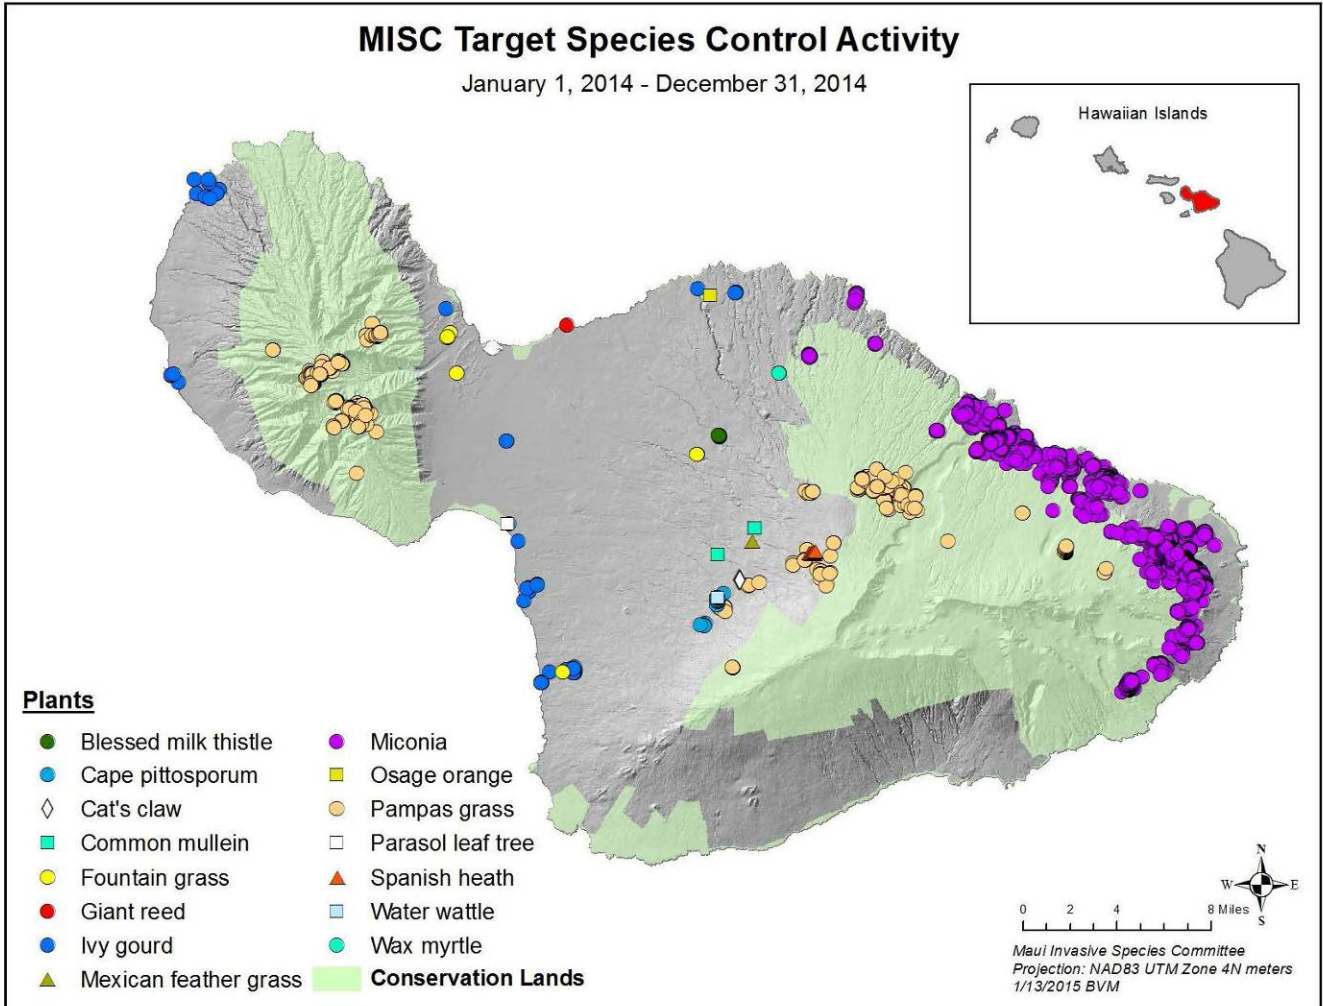 MISC Target Species Control Activity
January 1, 2014 - December 31, 2014
Hawaiian Islands
Plants
Blessed milk thistle
Cape pittosporum
Cat's claw
Common mullein
Fountain grass
Giant reed
Ivy gourd
Mexican feather grass
Miconia
Osage orange
Pampas grass
Parasol leaf tree
Spanish heath
Water wattle
Wax myrtle
Conservation Lands
N
W E
S
0 2 4 8 Miles
Maui Invasive Species Committee
Projection: NAD83 UTM Zone 4N meters
1/13/2015 BVM